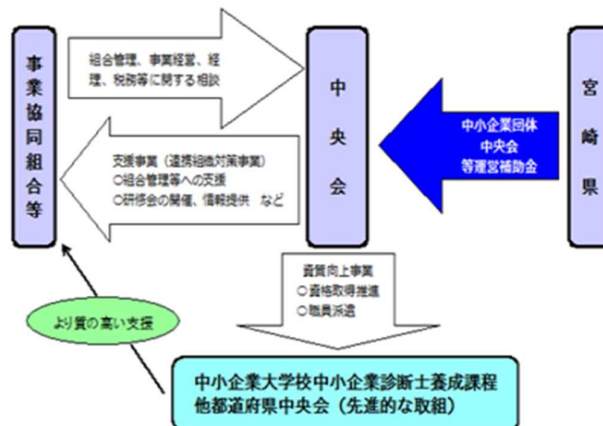 事業協同組合等
組合管理、事業経営、経
理、税務等に関する相談
中央会
中小企業団体
中央会
等運営補助金
宮崎県
支援事業（連携組織対策事業）
○組合管理等への支援
○研修会の開催、情報提供　など
資質向上事業
○資格取得推進
○職員派遣
より質の高い支援
中小企業大学校中小企業診断士養成課程
他都道府県中央会（先進的な取組）